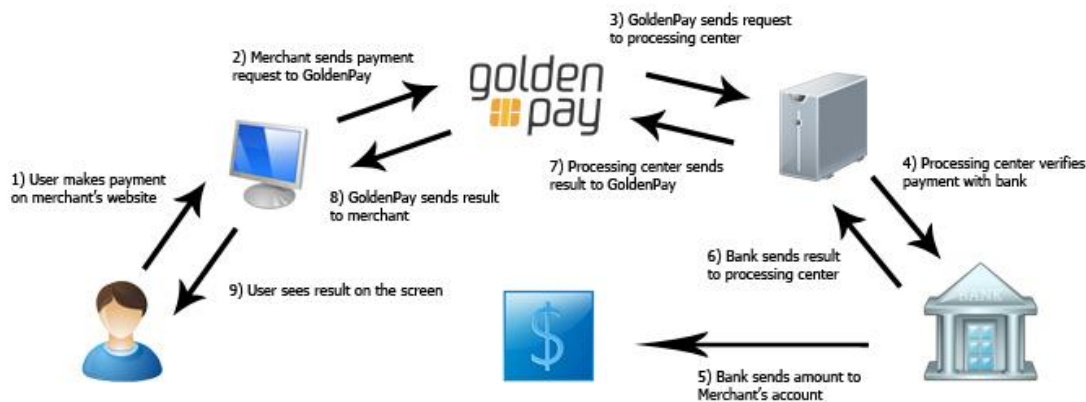 3) GoldenPay sends request
to processing center
2) Merchant sends payment
request to GoldenPay
golden
pay
1) User makes payment
on merchant's website
8) GoldenPay sends result
to merchant
7) Processing center sends
result to GoldenPay
4) Processing center verifies
payment with bank
6) Bank sends result
to processing center
9) User sees result on the screen
BANK
$
5) Bank sends amount to
Merchant's account